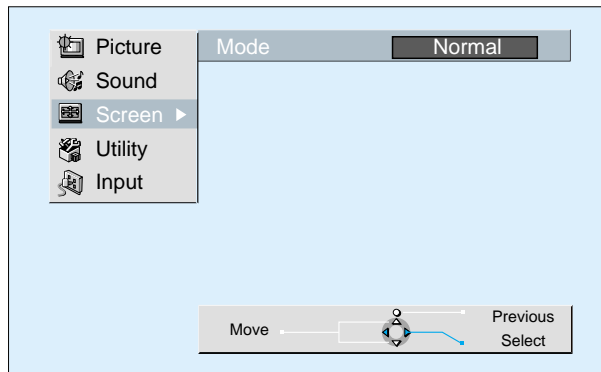 Picture
Mode
Normal
Sound
Screen
Utility
Input
Move
Previous
Select